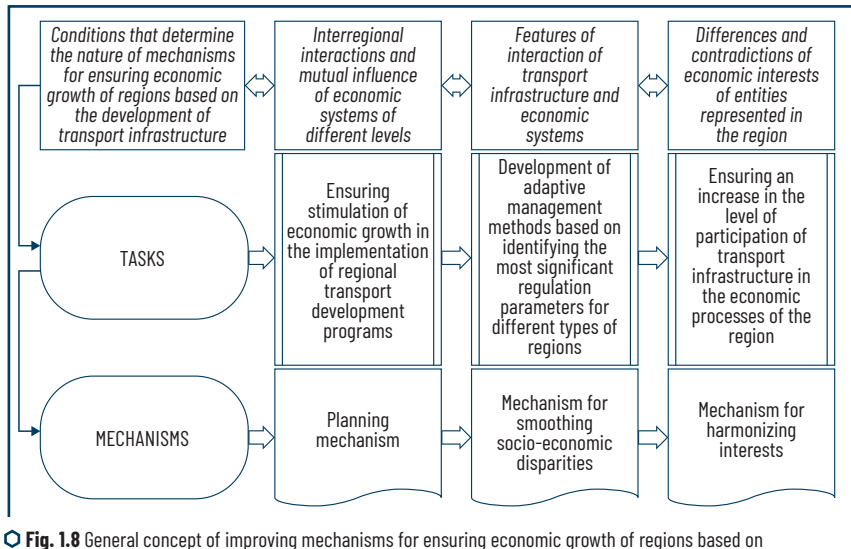 Conditions that determine
the nature of mechanisms
for ensuring economic
growth of regions based on
the development of
transport infrastructure
Interregional
interactions and
mutual influence
of economic
systems of
different levels
Features of
interaction of
transport
infrastructure and
economic
systems
Differences and
contradictions of
economic interests
of entities
represented in
the region
TASKS
Ensuring
stimulation of
economic growth in
the implementation
of regional
transport
development
programs
Development of
adaptive
management
methods based on
identifying the
most significant
regulation
parameters for
different types of
regions
Ensuring an
increase in the
level of
participation of
transport
infrastructure in
the economic
processes of the
region
MECHANISMS
Planning
mechanism
Mechanism for
smoothing
socio-economic
disparities
Mechanism for
harmonizing
interests
Fig. 1.8 General concept of improving mechanisms for ensuring economic growth of regions based on